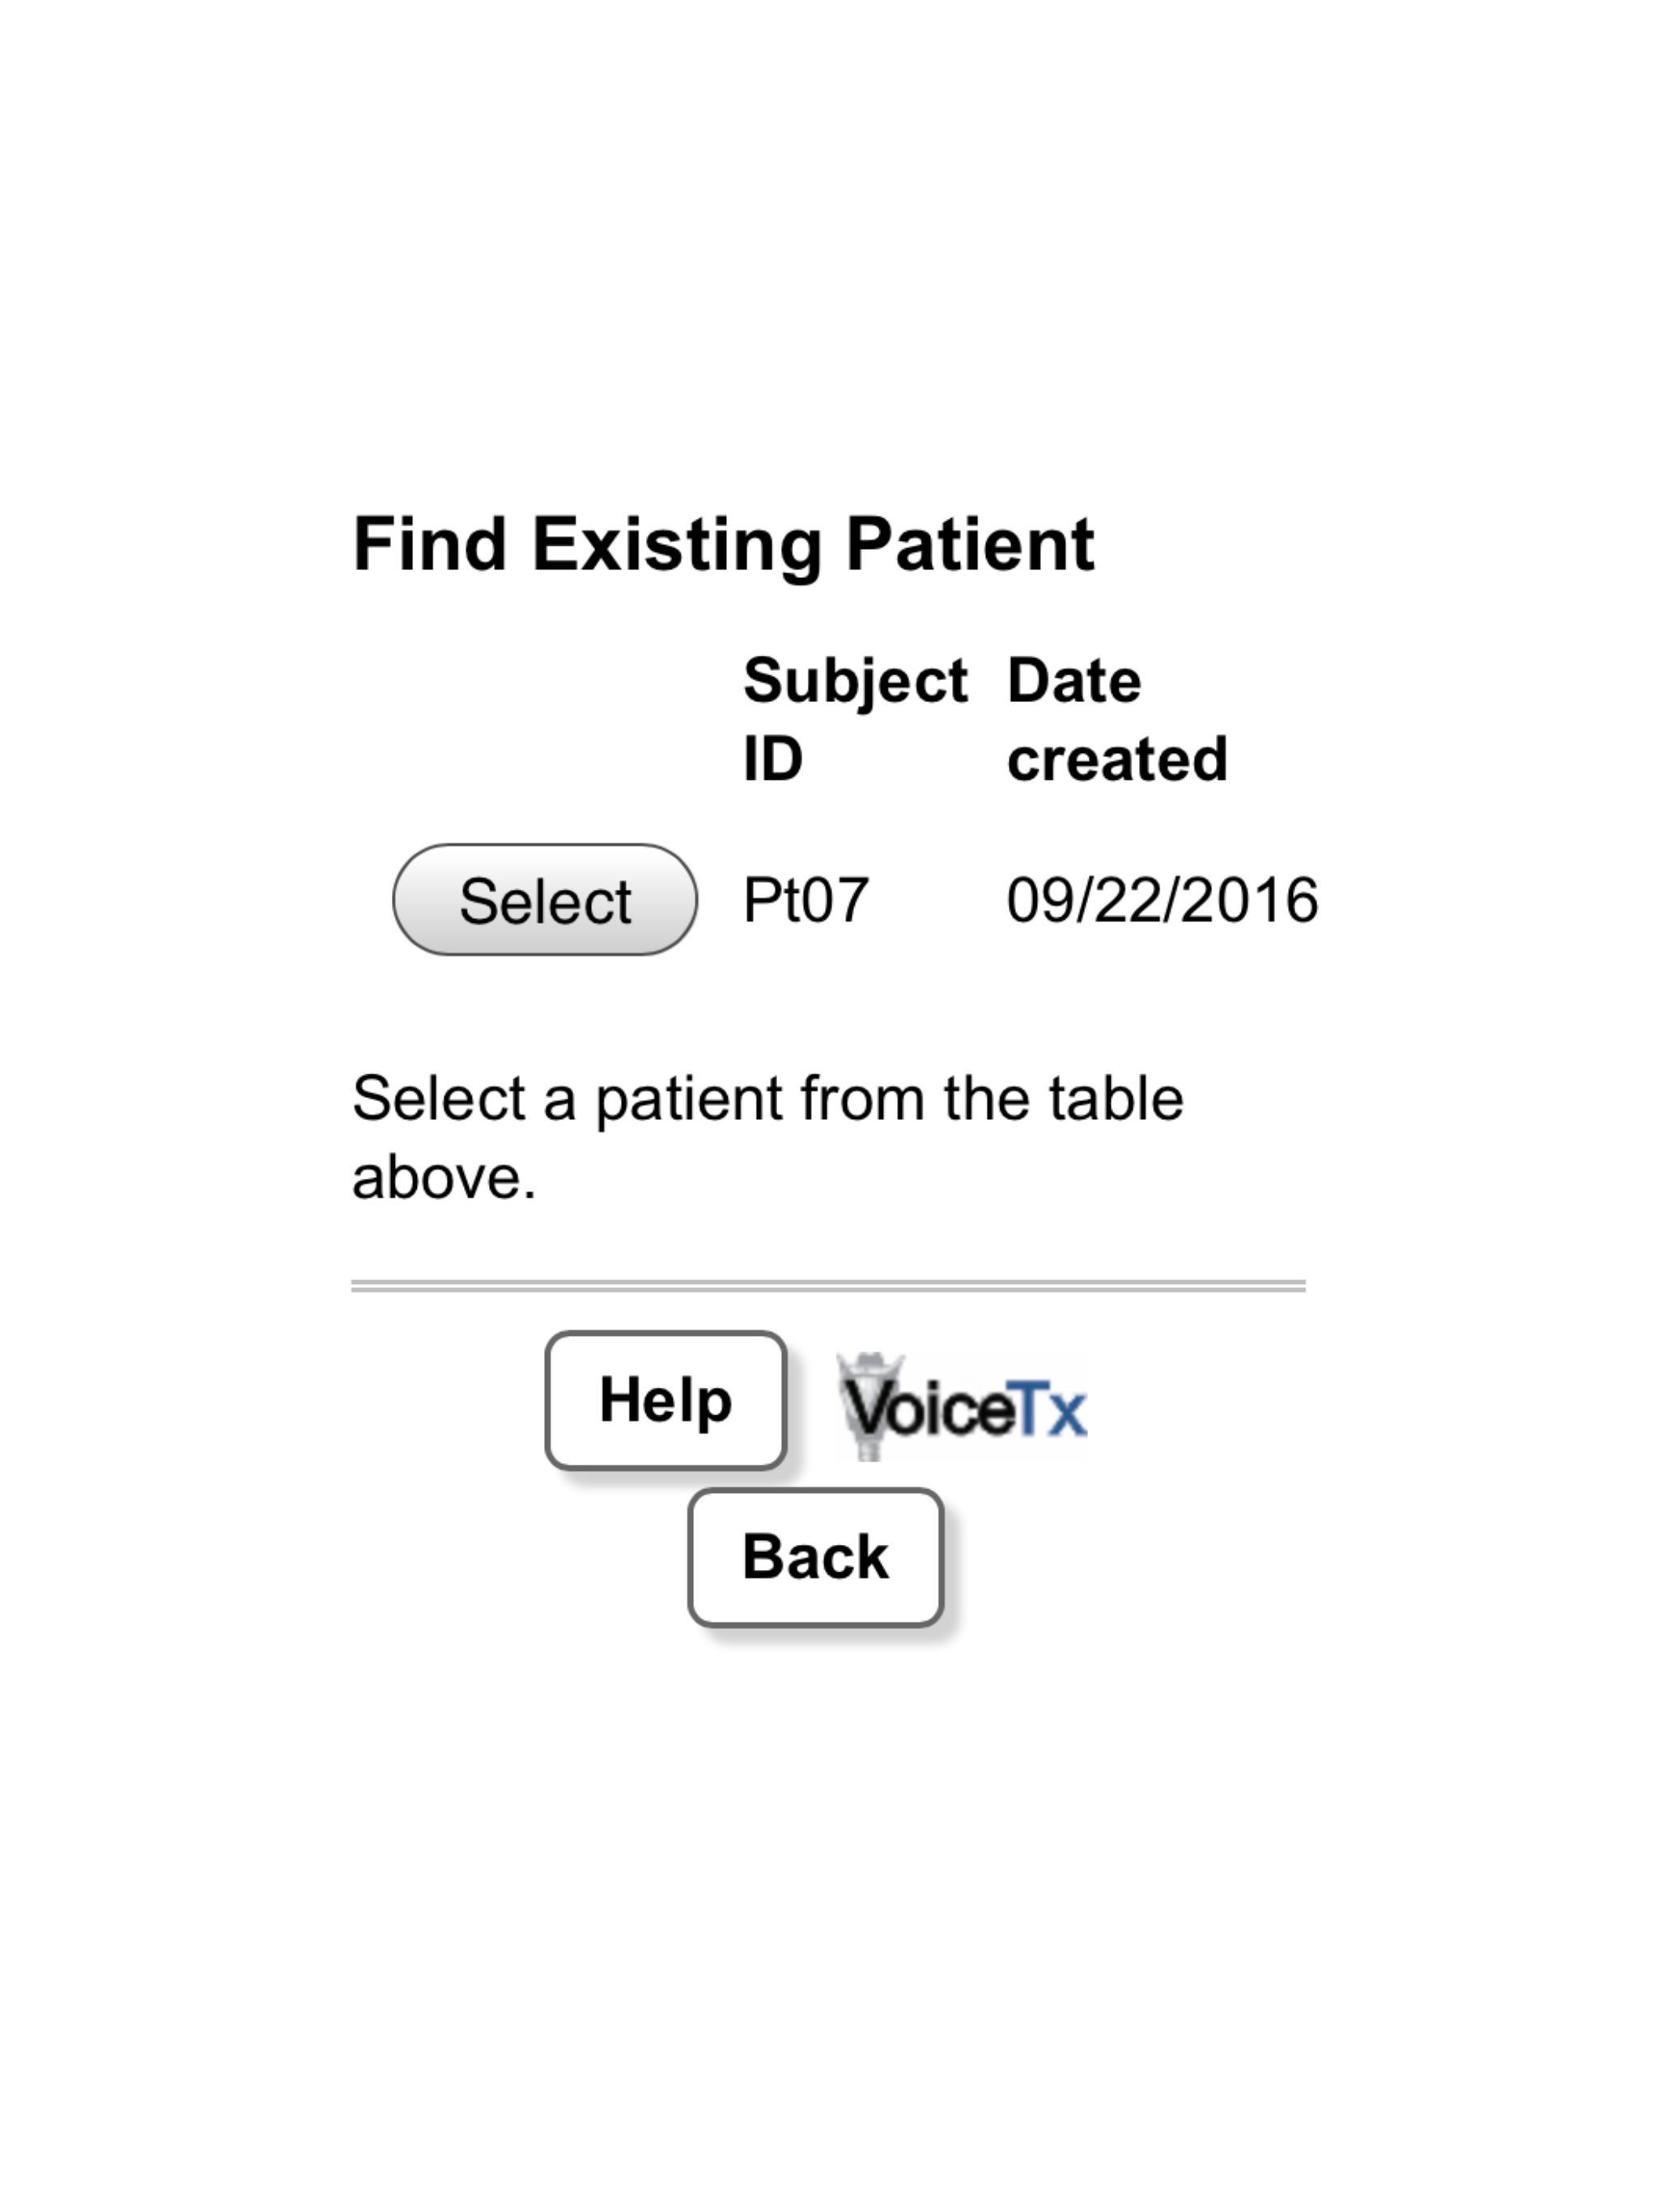 Find Existing Patient
Subject Date
ID created
Select Pt07 09/22/2016
Select a patient from the table
above.
Help VoiceTx
Back